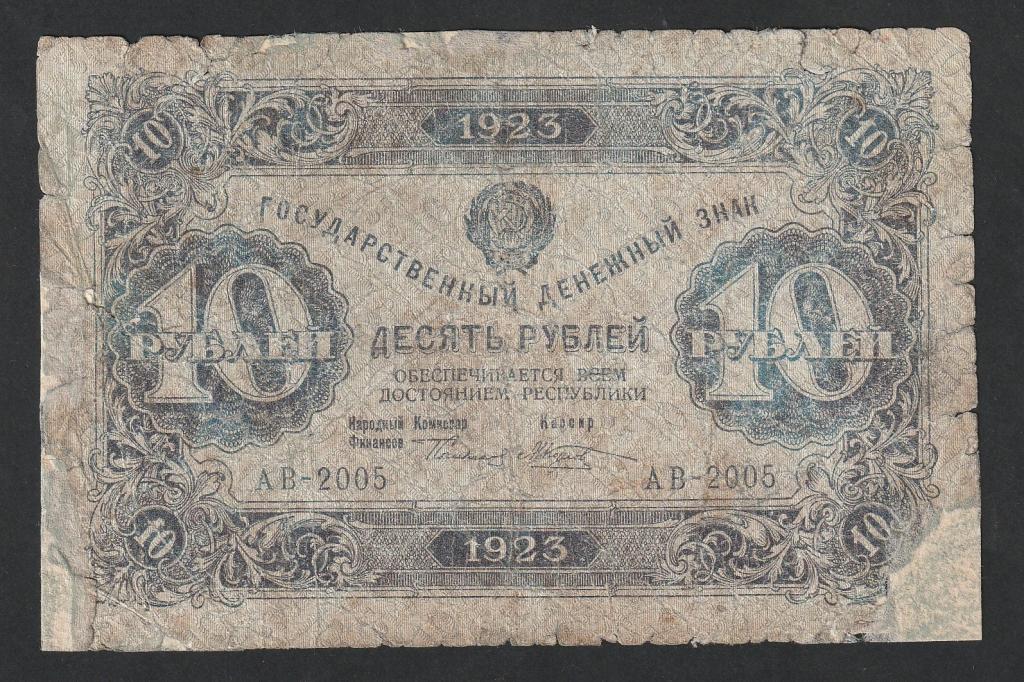 1923
10 10
ГОСУДАРСТВЕННЫЙ ДЕНЕЖНЫЙ ЗНАК
10 РУБЛЕЙ
ДЕСЯТЬ РУБЛЕЙ
10 РУБЛЕЙ
ОБЕСПЕЧИВАЕТСЯ ВСЕМ
ДОСТОЯНИЕМ РЕСПУБЛИКИ
Народный Комиссар
Финансов
Кассир
АВ-2005 АВ-2005
10 10
1923